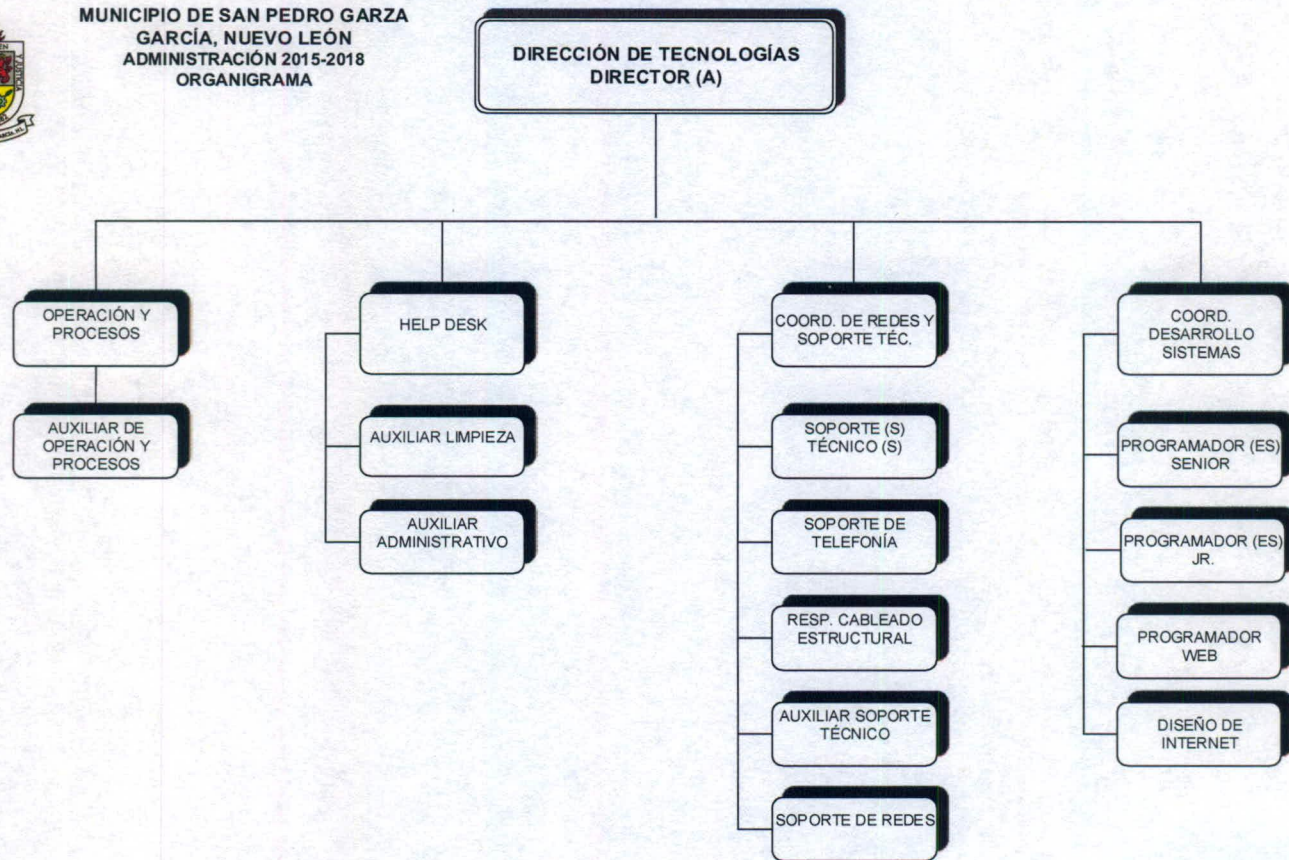 MUNICIPIO DE SAN PEDRO GARZA
GARCÍA, NUEVO LEÓN
ADMINISTRACIÓN 2015-2018
ORGANIGRAMA
DIRECCIÓN DE TECNOLOGÍAS
DIRECTOR (A)
OPERACIÓN Y
PROCESOS
AUXILIAR DE
OPERACIÓN Y
PROCESOS
HELP DESK
AUXILIAR LIMPIEZA
AUXILIAR
ADMINISTRATIVO
COORD. DE REDES Y
SOPORTE TÉC.
SOPORTE (S)
TÉCNICO (S)
SOPORTE DE
TELEFONÍA
RESP. CABLEADO
ESTRUCTURAL
AUXILIAR SOPORTE
TÉCNICO
SOPORTE DE REDES
COORD.
DESARROLLO
SISTEMAS
PROGRAMADOR (ES)
SENIOR
PROGRAMADOR (ES)
JR.
PROGRAMADOR
WEB
DISEÑO DE
INTERNET